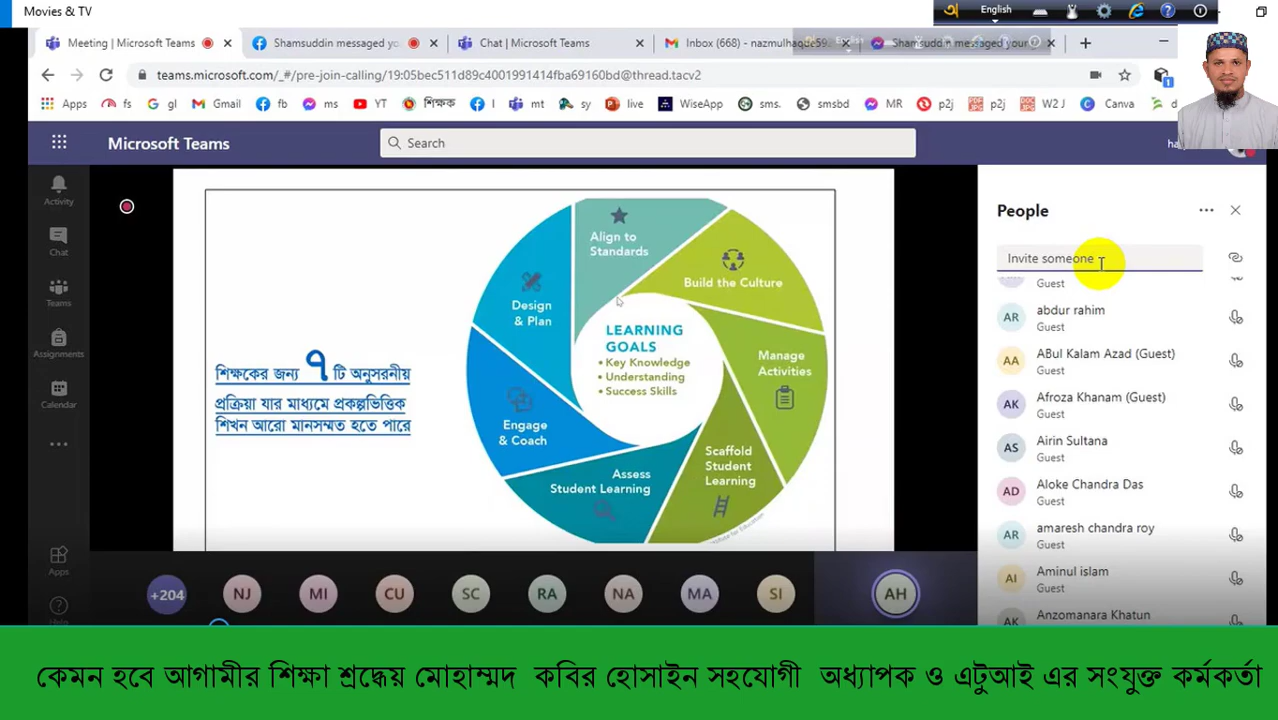 Movies & TV
English
Meeting | Microsoft Teams
Shamsuddin messaged yo
Chat | Microsoft Teams
Inbox (668) - nazmulhaque59
Shamsuddin messaged your
teams.microsoft.com/_#/pre-join-calling/19:05bec511d89c4001991414fba69160bd@thread.tacv2
Apps
fs
gl
Gmail
fb
ms
YT
শিক্ষক
mt
sy
live
WiseApp
sms.
smsbd
MR
p2j
p2j
W2 J
Canva
Microsoft Teams
Search
Activity
Chat
Teams
Assignments
Calendar
Apps
Help
শিক্ষকের জন্য ৭ টি অনুসরনীয়
প্রক্রিয়া যার মাধ্যমে প্রকল্পভিত্তিক
শিখন আরো মানসম্মত হতে পারে
Align to
Standards
Build the Culture
Design
& Plan
LEARNING
GOALS
• Key Knowledge
• Understanding
• Success Skills
Manage
Activities
Engage
& Coach
Scaffold
Student
Learning
Assess
Student Learning
People
Invite someone
Guest
AR
abdur rahim
Guest
AA
ABul Kalam Azad (Guest)
AK
Afroza Khanam (Guest)
AS
Airin Sultana
Guest
AD
Aloke Chandra Das
Guest
AR
amaresh chandra roy
Guest
AI
Aminul islam
Guest
AK
Anzomanara Khatun
+204
NJ
MI
CU
SC
RA
NA
MA
SI
AH
কেমন হবে আগামীর শিক্ষা শ্রদ্ধেয় মোহাম্মদ কবির হোসাইন সহযোগী অধ্যাপক ও এটুআই এর সংযুক্ত কর্মকর্তা